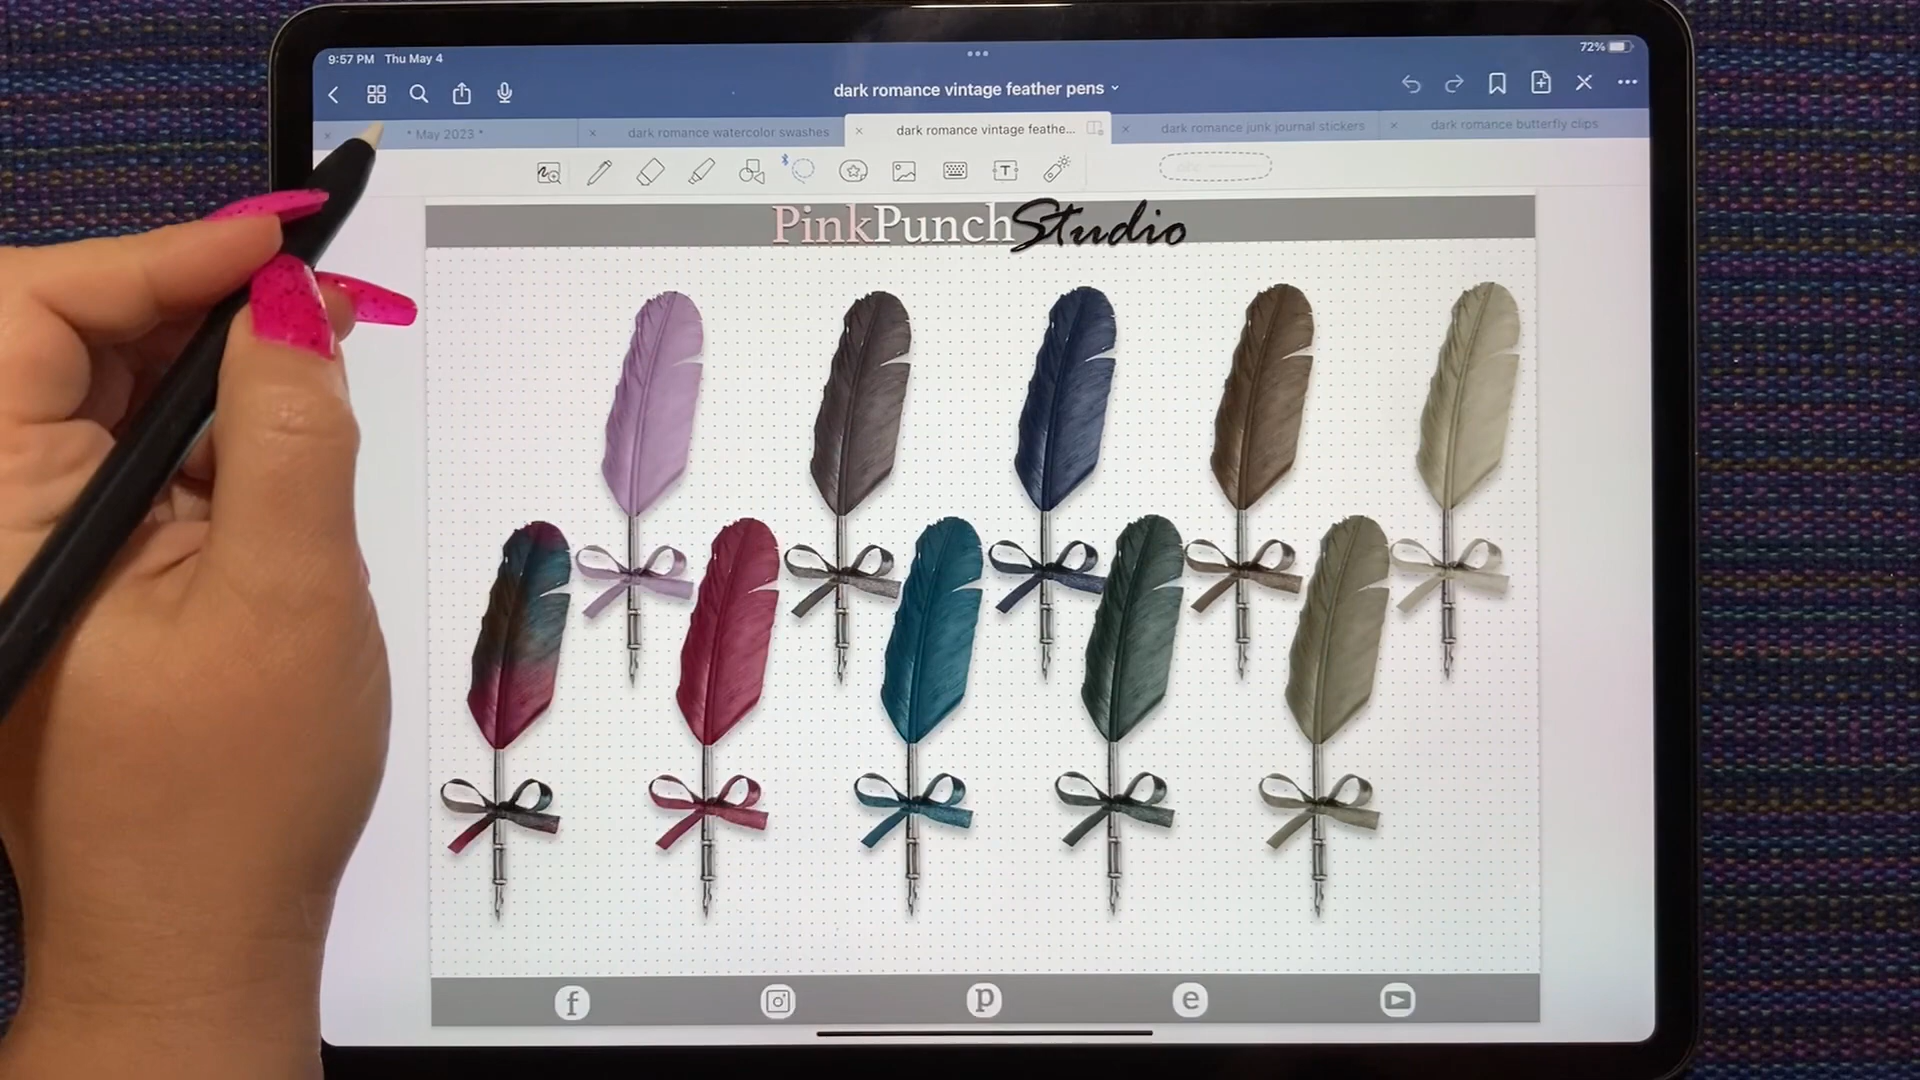 9:57 PM Thu May 4
72%
dark romance vintage feather pens
* May 2023 *
dark romance watercolor swashes
dark romance vintage feathe...
dark romance junk journal stickers
dark romance butterfly clips
T
PinkPunchStudio
f
p
e